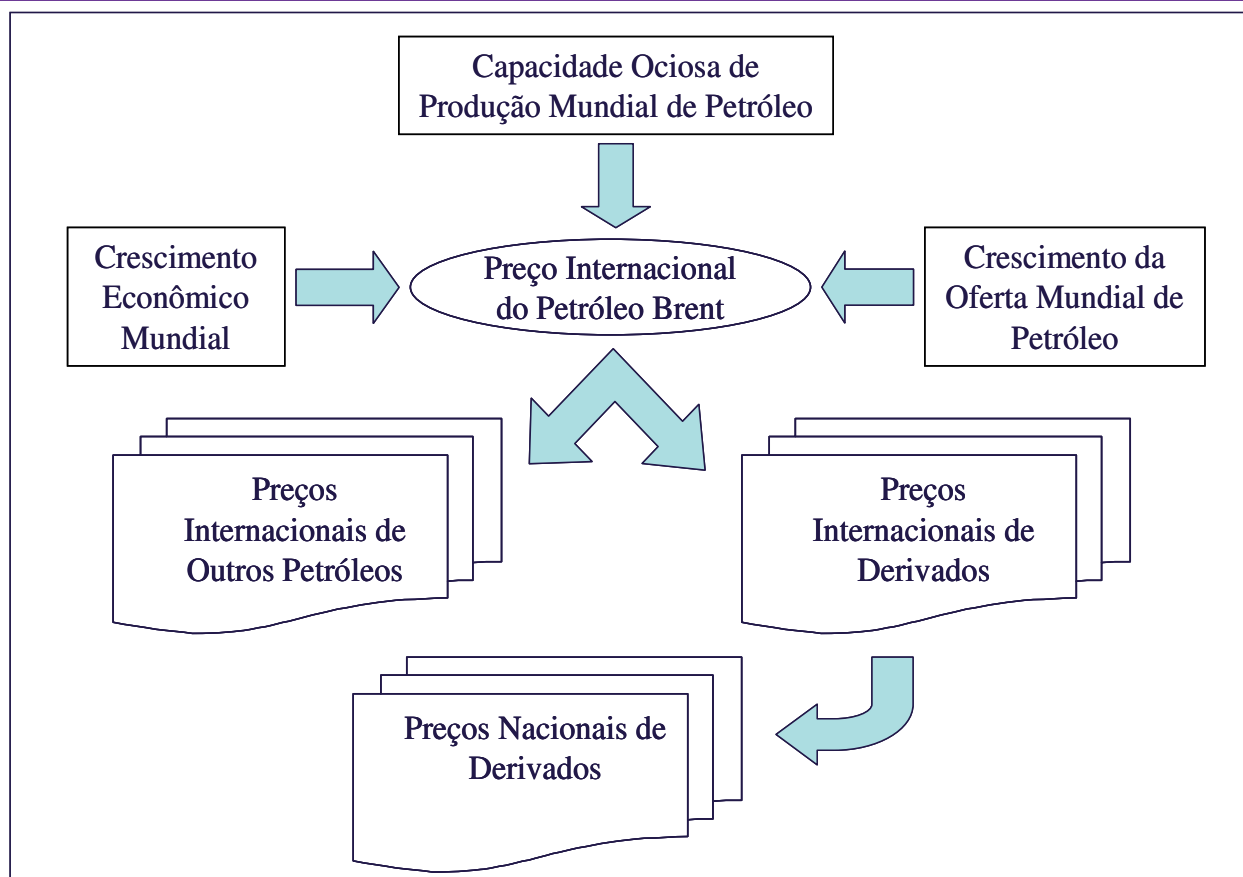 Capacidade Ociosa de
Produção Mundial de Petróleo
Crescimento
Econômico
Mundial
Preço Internacional
do Petróleo Brent
Crescimento da
Oferta Mundial de
Petróleo
Preços
Internacionais de
Outros Petróleos
Preços
Internacionais de
Derivados
Preços Nacionais de
Derivados